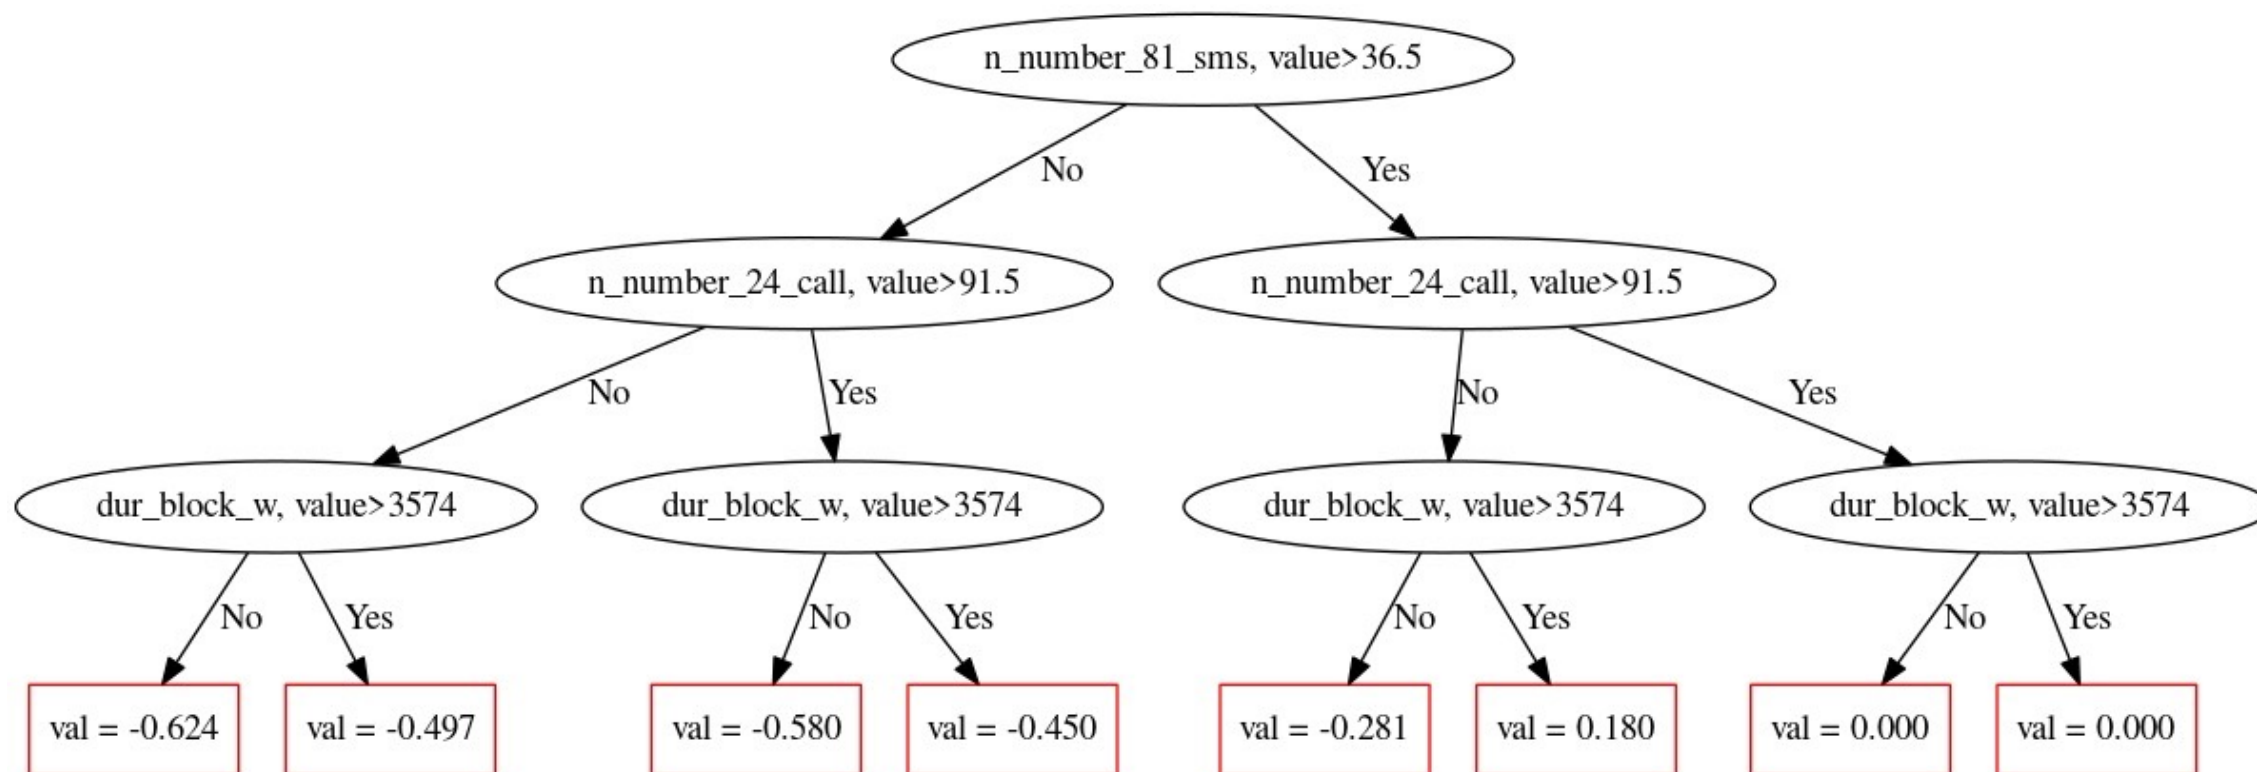 n_number_81_sms, value>36.5
No
Yes
n_number_24_call, value>91.5
n_number_24_call, value>91.5
No
Yes
No
Yes
dur_block_w, value>3574
dur_block_w, value>3574
dur_block_w, value>3574
dur_block_w, value>3574
No
Yes
No
Yes
No
Yes
No
Yes
val = -0.624
val = -0.497
val = -0.580
val = -0.450
val = -0.281
val = 0.180
val = 0.000
val = 0.000